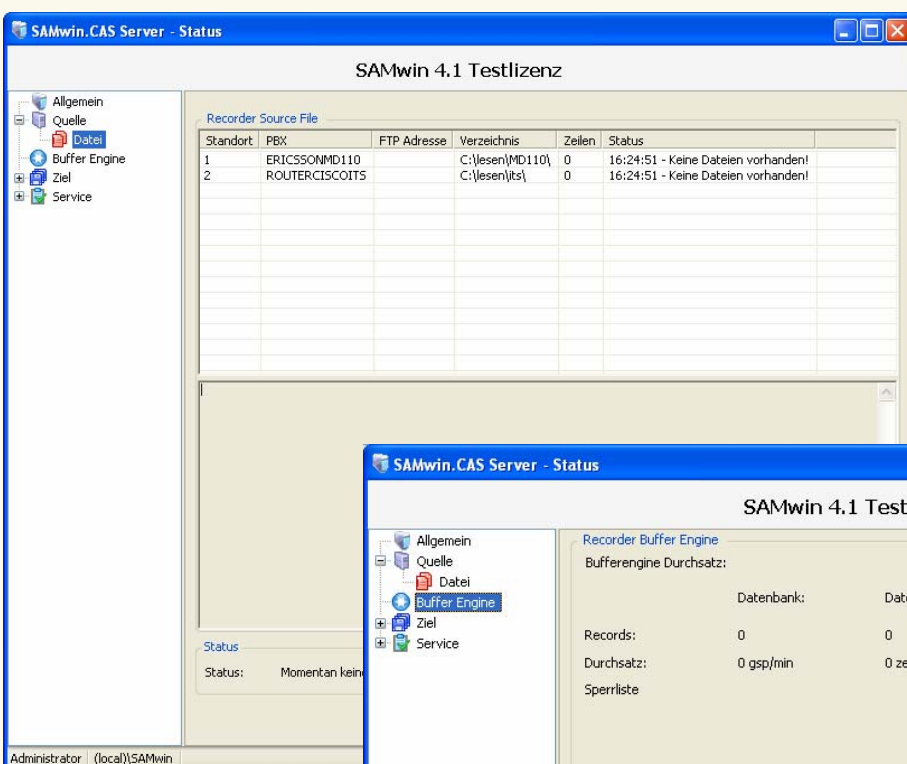 SAMwin.CAS Server - Status
SAMwin 4.1 Testlizenz
Allgemein
Quelle
Datei
Buffer Engine
Ziel
Service
Recorder Source File
Standort PBX FTP Adresse Verzeichnis Zeilen Status
1 ERICSSONMD110 C:\lesen\MD110\ 0 16:24:51 - Keine Dateien vorhanden!
2 ROUTERCISCOITS C:\lesen\its\ 0 16:24:51 - Keine Dateien vorhanden!
Status
Status: Momentan kein
Administrator (local)\SAMwin
SAMwin.CAS Server - Status
SAMwin 4.1 Test
Allgemein
Quelle
Datei
Buffer Engine
Ziel
Service
Recorder Buffer Engine
Bufferengine Durchsatz:
Datenbank: Dat
Records: 0 0
Durchsatz: 0 gsp/min 0 ze
Sperrliste